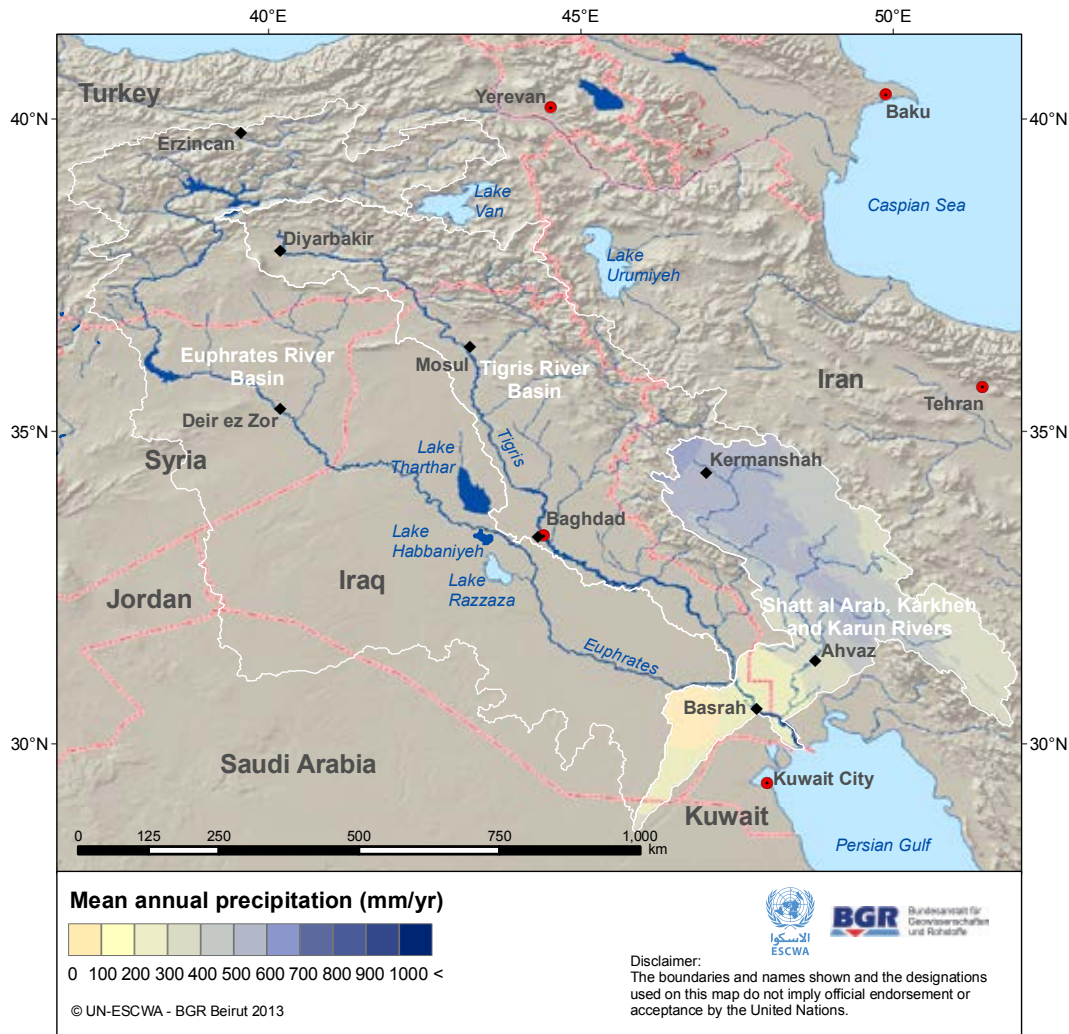 40°E 45°E 50°E
Turkey
Yerevan
Baku
40°N 40°N
Erzincan
Lake
Van
Caspian Sea
Diyarbakir
Lake
Urumiyeh
Euphrates River
Basin
Mosul
Tigris River
Basin
Iran
Tehran
Deir ez Zor
35°N 35°N
Syria
Lake
Tharthar
Tigris
Kermanshah
Baghdad
Lake
Habbaniyeh
Iraq
Lake
Razzaza
Jordan
Shatt al Arab, Karkheh
and Karun Rivers
Euphrates
Ahvaz
Basrah
30°N 30°N
Saudi Arabia
Kuwait City
Kuwait
0 125 250 500 750 1,000
km
Persian Gulf
Mean annual precipitation (mm/yr)
0 100 200 300 400 500 600 700 800 900 1000 <
© UN-ESCWA - BGR Beirut 2013
الاسكوا
ESCWA
BGR
Bundesanstalt für
Geowissenschaften
und Rohstoffe
Disclaimer:
The boundaries and names shown and the designations
used on this map do not imply official endorsement or
acceptance by the United Nations.